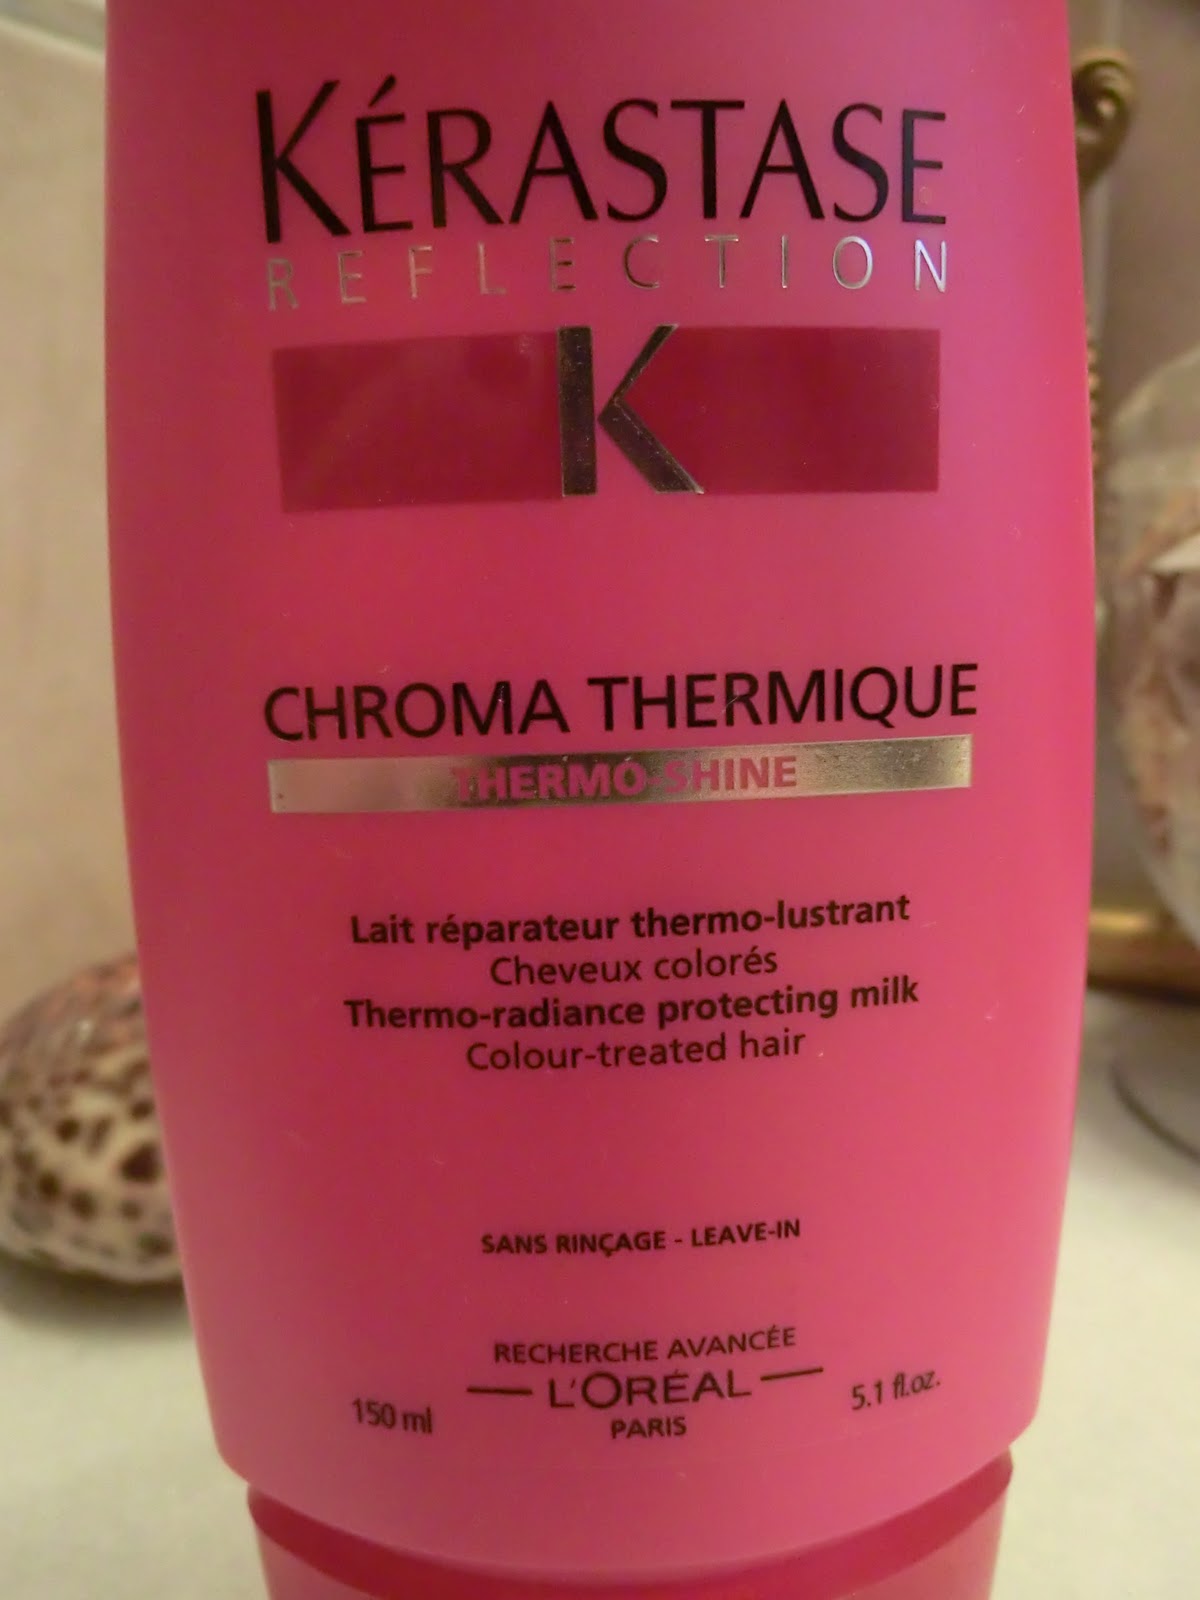 KÉRASTASE
REFLECTION
K
CHROMA THERMIQUE
THERMO-SHINE
Lait réparateur thermo-lustrant
Cheveux colorés
Thermo-radiance protecting milk
Colour-treated hair
SANS RINÇAGE - LEAVE-IN
RECHERCHE AVANCÉE
L'ORÉAL
PARIS
150 ml
5.1 fl.oz.